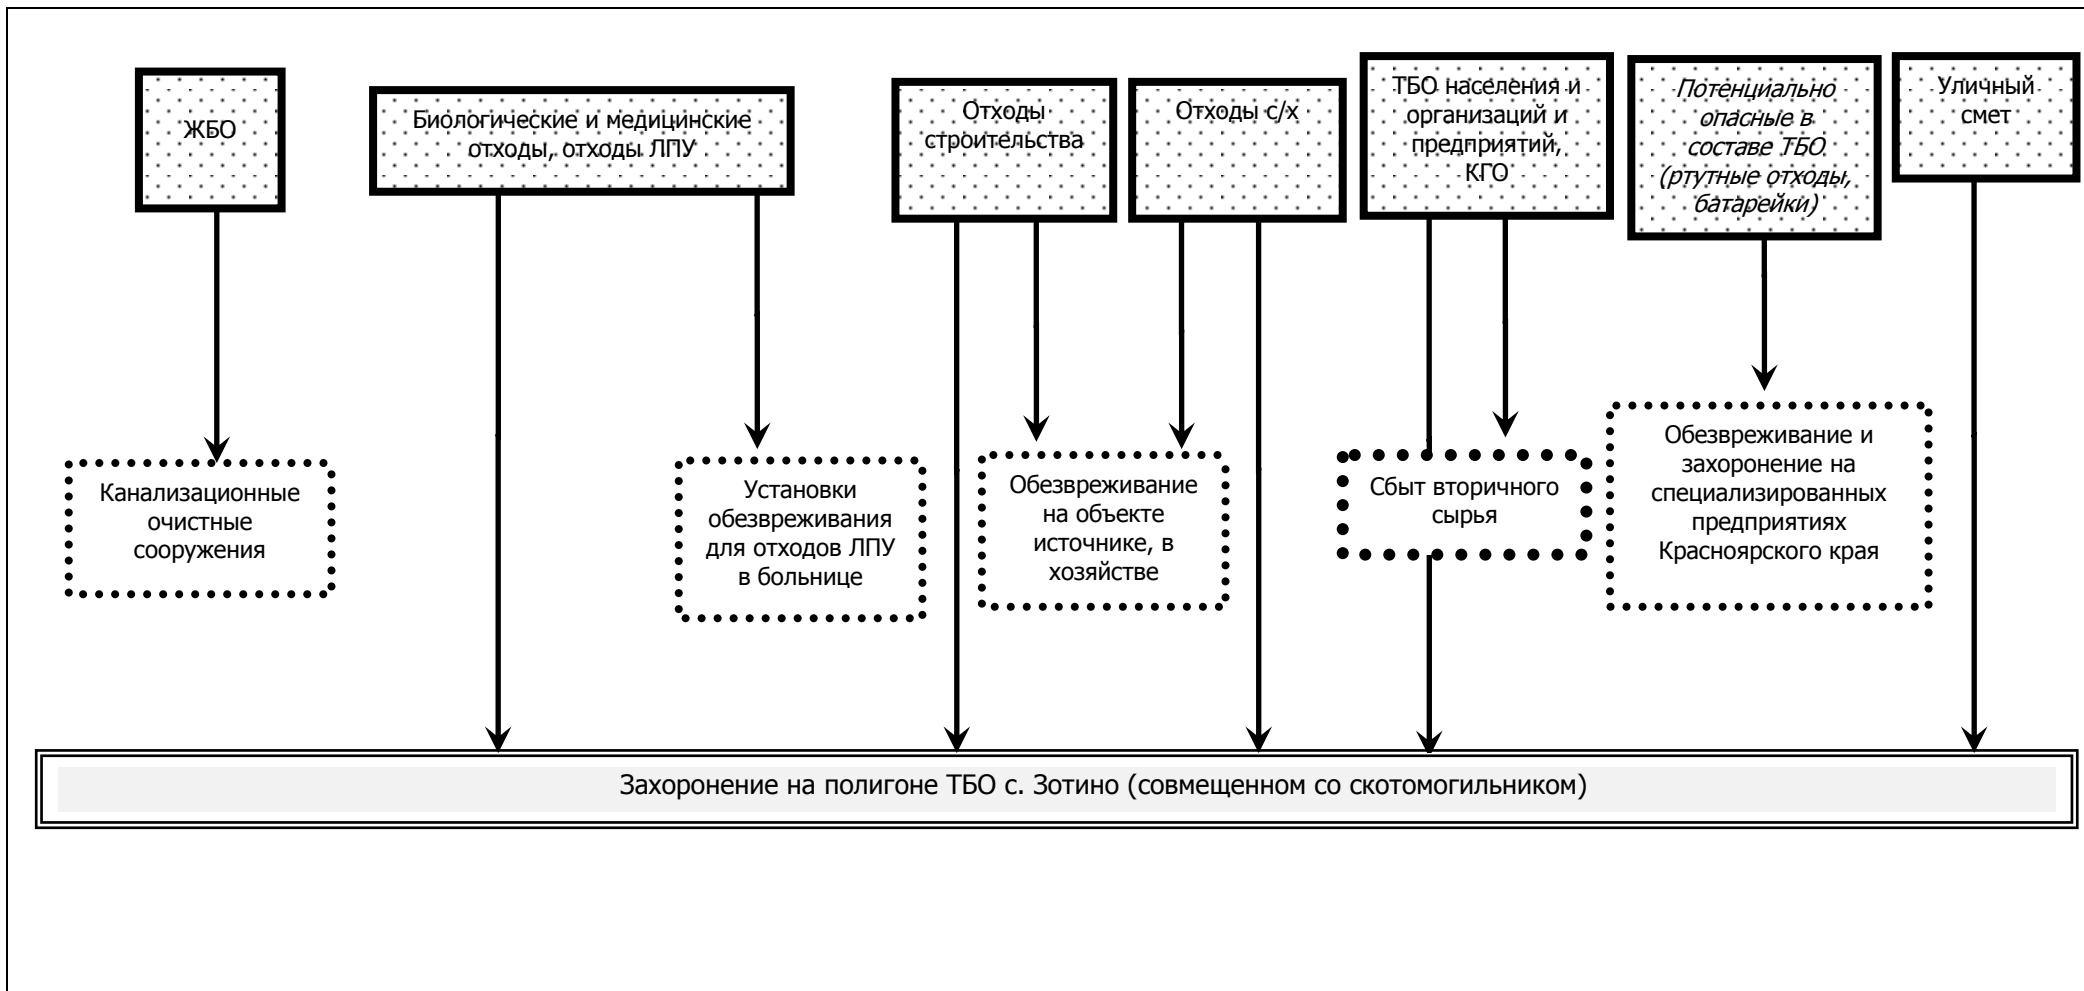 ЖБО
Биологические и медицинские
отходы, отходы ЛПУ
Отходы
строительства
Отходы с/х
ТБО населения и
организаций и
предприятий,
КГО
Потенциально
опасные в
составе ТБО
(ртутные отходы,
батарейки)
Уличный
смет
Канализационные
очистные
сооружения
Установки
обезвреживания
для отходов ЛПУ
в больнице
Обезвреживание
на объекте
источнике, в
хозяйстве
Сбыт вторичного
сырья
Обезвреживание и
захоронение на
специализированных
предприятиях
Красноярского края
Захоронение на полигоне ТБО с. Зотино (совмещенном со скотомогильником)